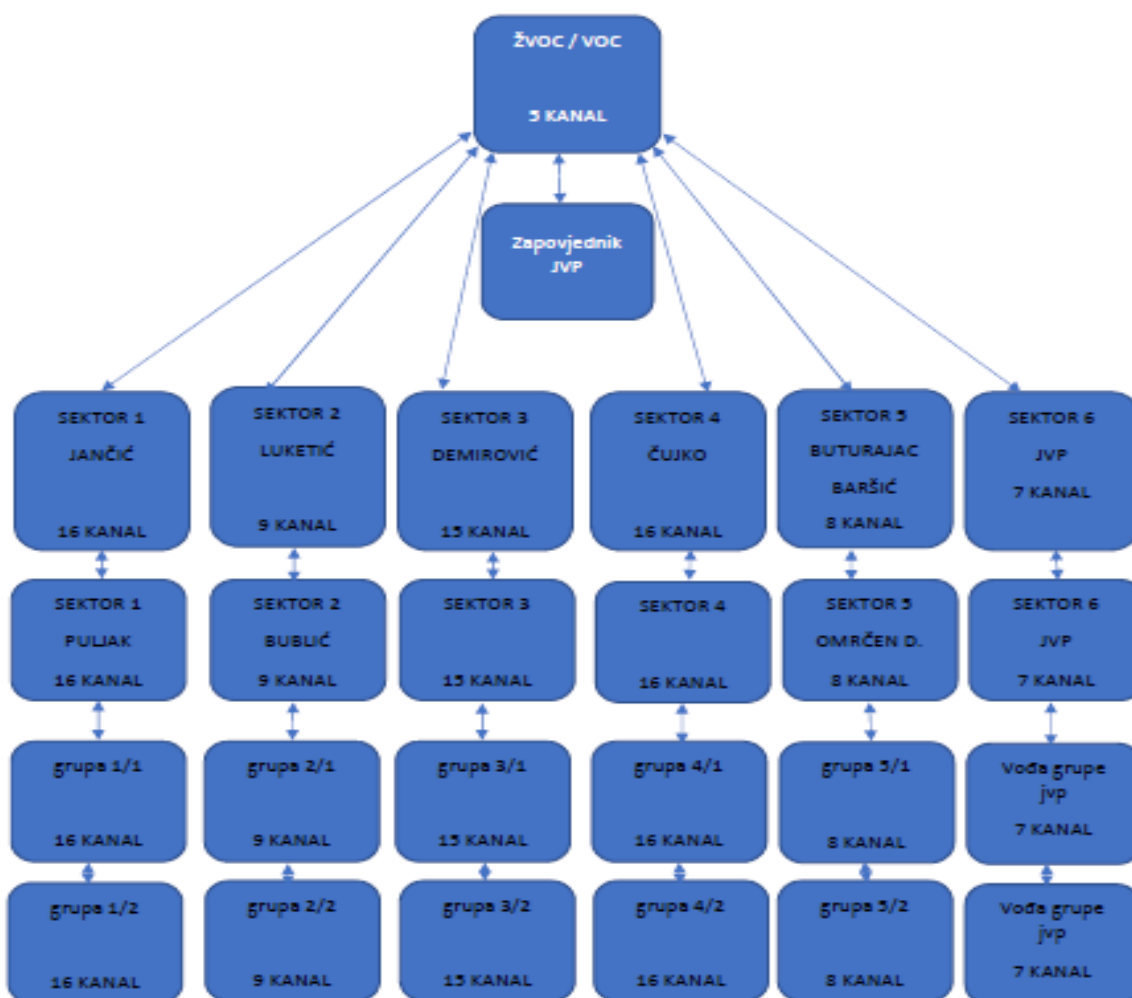 ŽVOC / VOC
5 KANAL
Zapovjednik
JVP
SEKTOR 1
JANČIĆ
16 KANAL
SEKTOR 2
LUKETIĆ
9 KANAL
SEKTOR 3
DEMIROVIĆ
15 KANAL
SEKTOR 4
ČUJKO
16 KANAL
SEKTOR 5
BUTURAJAC
BARŠIĆ
8 KANAL
SEKTOR 6
JVP
7 KANAL
SEKTOR 1
PULJAK
16 KANAL
SEKTOR 2
BUBLIĆ
9 KANAL
SEKTOR 3
15 KANAL
SEKTOR 4
16 KANAL
SEKTOR 5
OMRČEN D.
8 KANAL
SEKTOR 6
JVP
7 KANAL
grupa 1/1
16 KANAL
grupa 2/1
9 KANAL
grupa 3/1
15 KANAL
grupa 4/1
16 KANAL
grupa 5/1
8 KANAL
Vođa grupe
jvp
7 KANAL
grupa 1/2
16 KANAL
grupa 2/2
9 KANAL
grupa 3/2
15 KANAL
grupa 4/2
16 KANAL
grupa 5/2
8 KANAL
Vođa grupe
jvp
7 KANAL